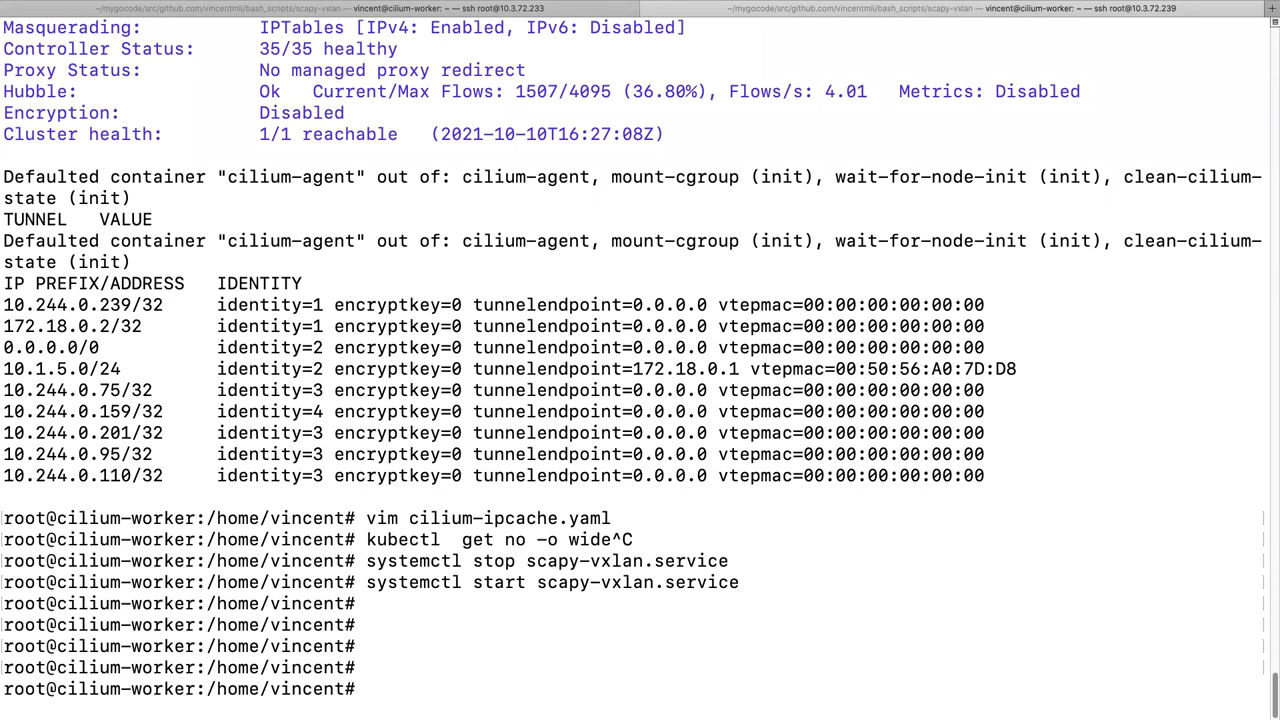 ~/mygocode/src/github.com/vincentmli/bash_scripts/scapy-vxlan — vincent@cilium-worker: ~ — ssh root@10.3.72.233
~/mygocode/src/github.com/vincentmli/bash_scripts/scapy-vxlan — vincent@cilium-worker: ~ — ssh root@10.3.72.239
Masquerading: IPTables [IPv4: Enabled, IPv6: Disabled]
Controller Status: 35/35 healthy
Proxy Status: No managed proxy redirect
Hubble: Ok Current/Max Flows: 1507/4095 (36.80%), Flows/s: 4.01 Metrics: Disabled
Encryption: Disabled
Cluster health: 1/1 reachable (2021-10-10T16:27:08Z)
Defaulted container "cilium-agent" out of: cilium-agent, mount-cgroup (init), wait-for-node-init (init), clean-cilium-
state (init)
TUNNEL VALUE
Defaulted container "cilium-agent" out of: cilium-agent, mount-cgroup (init), wait-for-node-init (init), clean-cilium-
state (init)
IP PREFIX/ADDRESS IDENTITY
10.244.0.239/32 identity=1 encryptkey=0 tunnelendpoint=0.0.0.0 vtepmac=00:00:00:00:00:00
172.18.0.2/32 identity=1 encryptkey=0 tunnelendpoint=0.0.0.0 vtepmac=00:00:00:00:00:00
0.0.0.0/0 identity=2 encryptkey=0 tunnelendpoint=0.0.0.0 vtepmac=00:00:00:00:00:00
10.1.5.0/24 identity=2 encryptkey=0 tunnelendpoint=172.18.0.1 vtepmac=00:50:56:A0:7D:D8
10.244.0.75/32 identity=3 encryptkey=0 tunnelendpoint=0.0.0.0 vtepmac=00:00:00:00:00:00
10.244.0.159/32 identity=4 encryptkey=0 tunnelendpoint=0.0.0.0 vtepmac=00:00:00:00:00:00
10.244.0.201/32 identity=3 encryptkey=0 tunnelendpoint=0.0.0.0 vtepmac=00:00:00:00:00:00
10.244.0.95/32 identity=3 encryptkey=0 tunnelendpoint=0.0.0.0 vtepmac=00:00:00:00:00:00
10.244.0.110/32 identity=3 encryptkey=0 tunnelendpoint=0.0.0.0 vtepmac=00:00:00:00:00:00
root@cilium-worker:/home/vincent# vim cilium-ipcache.yaml
root@cilium-worker:/home/vincent# kubectl  get no -o wide^C
root@cilium-worker:/home/vincent# systemctl stop scapy-vxlan.service
root@cilium-worker:/home/vincent# systemctl start scapy-vxlan.service
root@cilium-worker:/home/vincent#
root@cilium-worker:/home/vincent#
root@cilium-worker:/home/vincent#
root@cilium-worker:/home/vincent#
root@cilium-worker:/home/vincent#